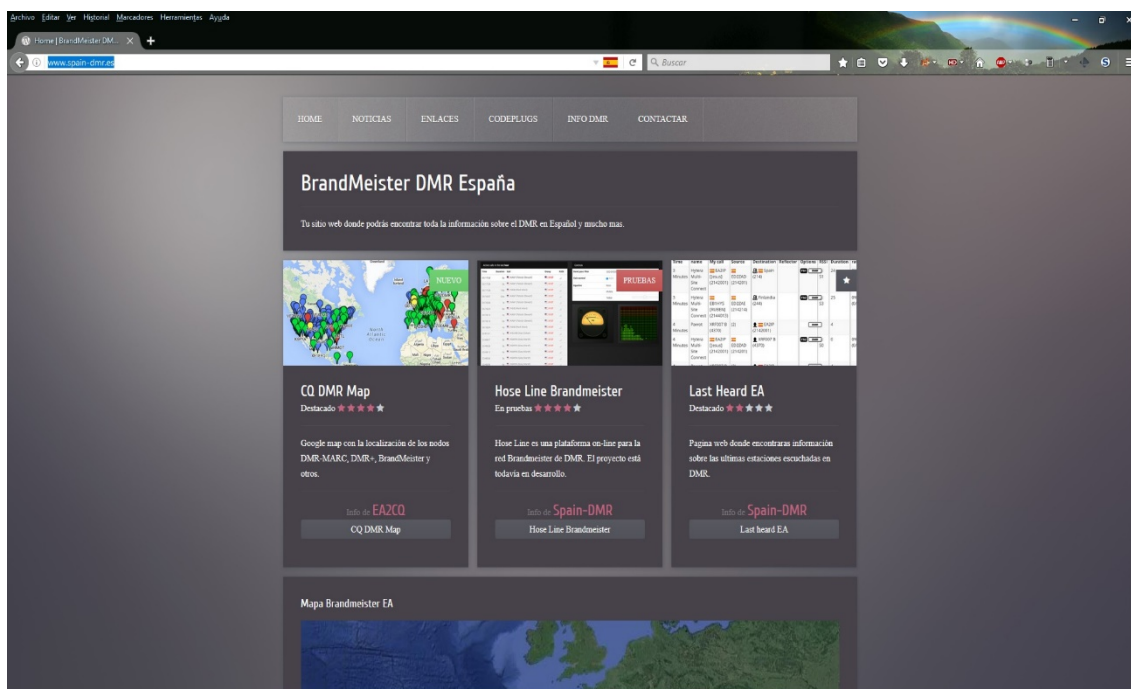 Archivo Editar Ver Historial Marcadores Herramientas Ayuda
Home | BrandMeister DM...
www.spain-dmr.es
Buscar
HOME NOTICIAS ENLACES CODEPLUGS INFO DMR CONTACTAR
BrandMeister DMR España
Tu sitio web donde podrás encontrar toda la información sobre el DMR en Español y mucho mas.
NUEVO
PRUEBAS
CQ DMR Map
Destacado
Google map con la localización de los nodos
DMR-MARC, DMR+, BrandMeister y
otros.
Info de EA2CQ
CQ DMR Map
Hose Line Brandmeister
En pruebas
Hose Line es una plataforma on-line para la
red Brandmeister de DMR. El proyecto está
todavia en desarrollo.
Info de Spain-DMR
Hose Line Brandmeister
Last Heard EA
Destacado
Pagina web donde encontraras información
sobre las ultimas estaciones escuchadas en
DMR.
Info de Spain-DMR
Last heard EA
Mapa Brandmeister EA